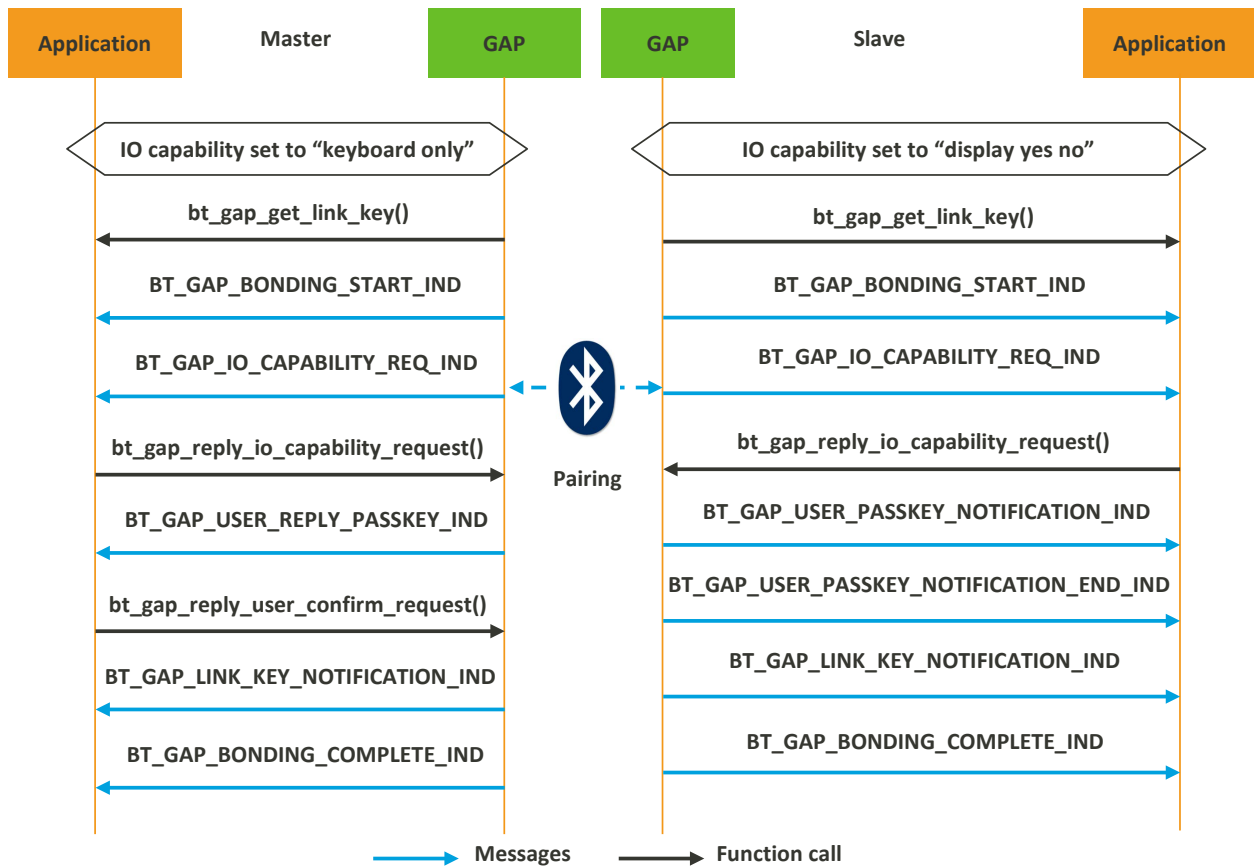 Application
Master
GAP
GAP
Slave
Application
IO capability set to “keyboard only”
IO capability set to “display yes no”
bt_gap_get_link_key()
bt_gap_get_link_key()
BT_GAP_BONDING_START_IND
BT_GAP_BONDING_START_IND
BT_GAP_IO_CAPABILITY_REQ_IND
BT_GAP_IO_CAPABILITY_REQ_IND
bt_gap_reply_io_capability_request()
bt_gap_reply_io_capability_request()
Pairing
BT_GAP_USER_REPLY_PASSKEY_IND
BT_GAP_USER_PASSKEY_NOTIFICATION_IND
bt_gap_reply_user_confirm_request()
BT_GAP_USER_PASSKEY_NOTIFICATION_END_IND
BT_GAP_LINK_KEY_NOTIFICATION_IND
BT_GAP_LINK_KEY_NOTIFICATION_IND
BT_GAP_BONDING_COMPLETE_IND
BT_GAP_BONDING_COMPLETE_IND
Messages
Function call